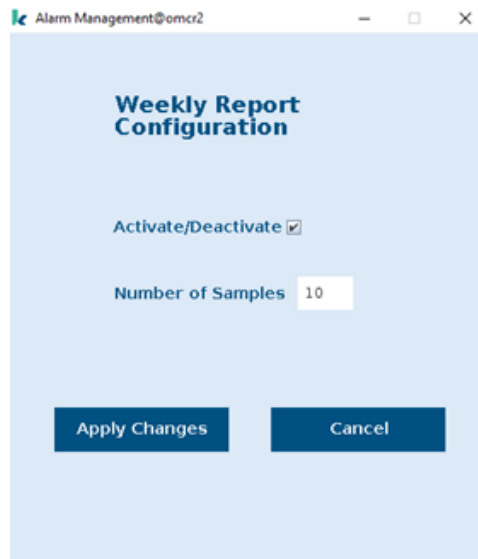 Alarm Management@omcr2
Weekly Report
Configuration
Activate/Deactivate
Number of Samples 10
Apply Changes Cancel